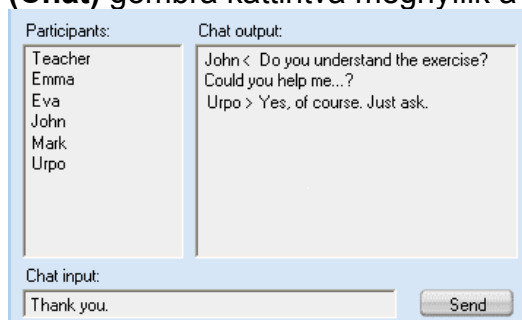 (Chat) gombra kattintva megnyílik a
Participants:
Teacher
Emma
Eva
John
Mark
Urpo
Chat output:
John < Do you understand the exercise?
Could you help me...?
Urpo > Yes, of course. Just ask.
Chat input:
Thank you.
Send